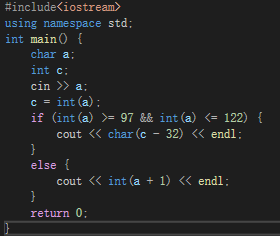 #include<iostream>
using namespace std;
int main() {
    char a;
    int c;
    cin >> a;
    c = int(a);
    if (int(a) >= 97 && int(a) <= 122) {
        cout << char(c - 32) << endl;
    }
    else {
        cout << int(a + 1) << endl;
    }
    return 0;
}